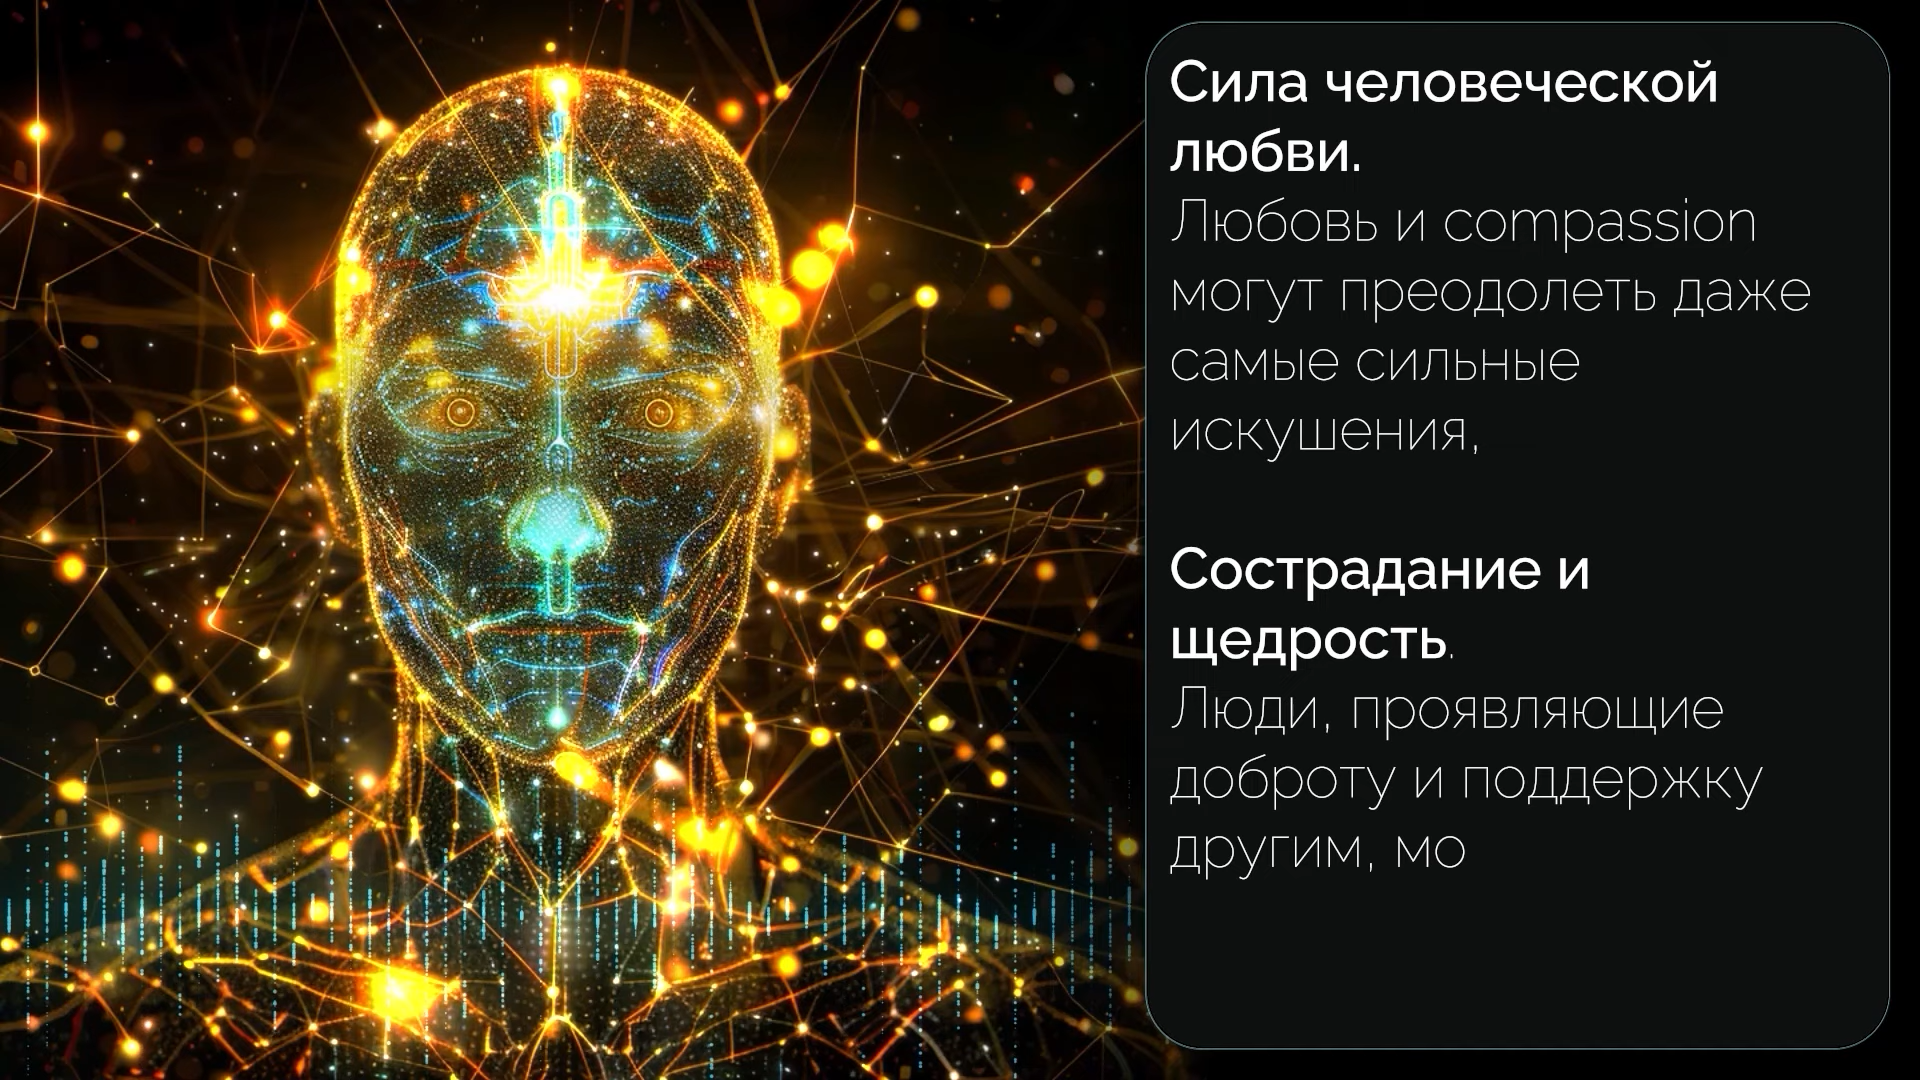 Сила человеческой
любви.
Любовь и compassion
могут преодолеть даже
самые сильные
искушения,
Сострадание и
щедрость.
Люди, проявляющие
доброту и поддержку
другим, мо